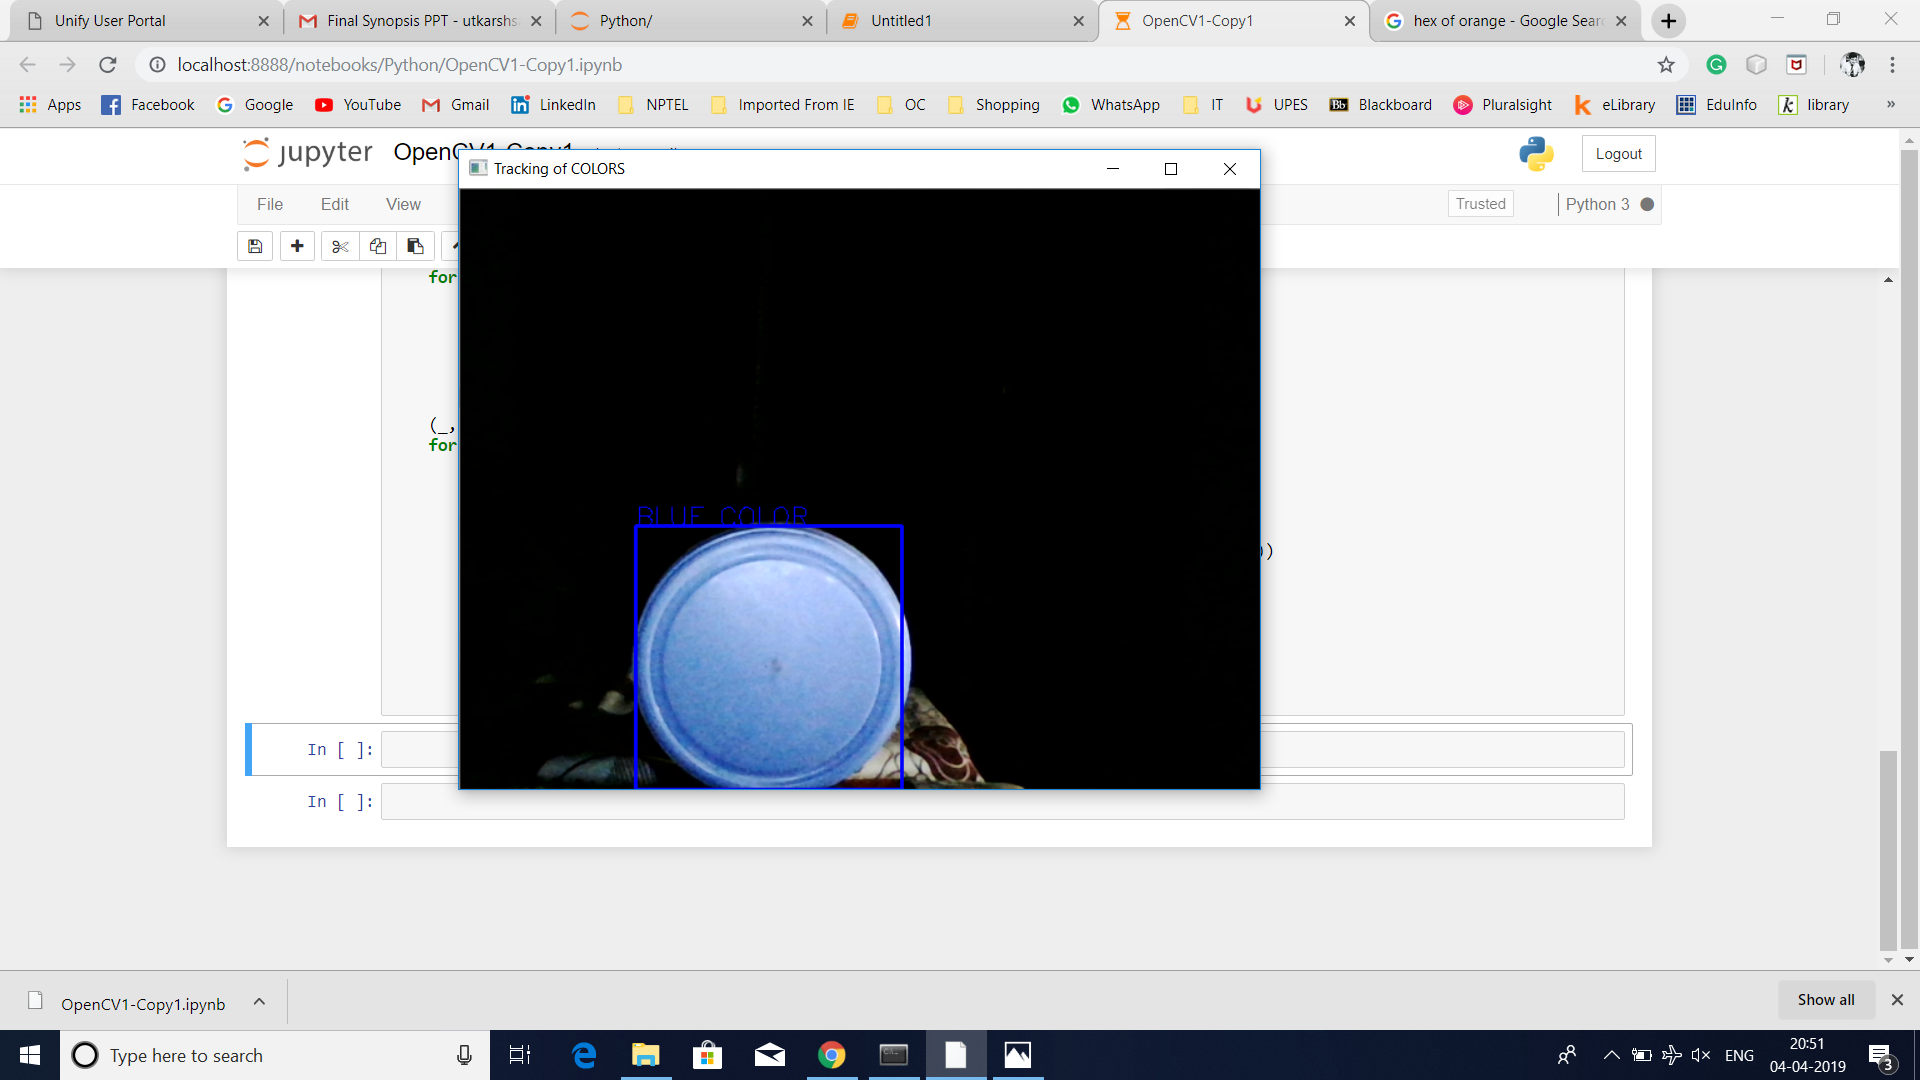 Unify User Portal
Final Synopsis PPT - utkarshs
Python/
Untitled1
OpenCV1-Copy1
hex of orange - Google Sear
localhost:8888/notebooks/Python/OpenCV1-Copy1.ipynb
Apps
Facebook
Google
YouTube
Gmail
LinkedIn
NPTEL
Imported From IE
OC
Shopping
WhatsApp
IT
UPES
Bb Blackboard
Pluralsight
eLibrary
EduInfo
library
»
jupyter
OpenCV1-Copy1
Logout
Tracking of COLORS
File
Edit
View
Trusted
Python 3
for
(_,
for
))
BLUE COLOR
In [ ]:
In [ ]:
OpenCV1-Copy1.ipynb
Show all
Type here to search
ENG
20:51
04-04-2019
3